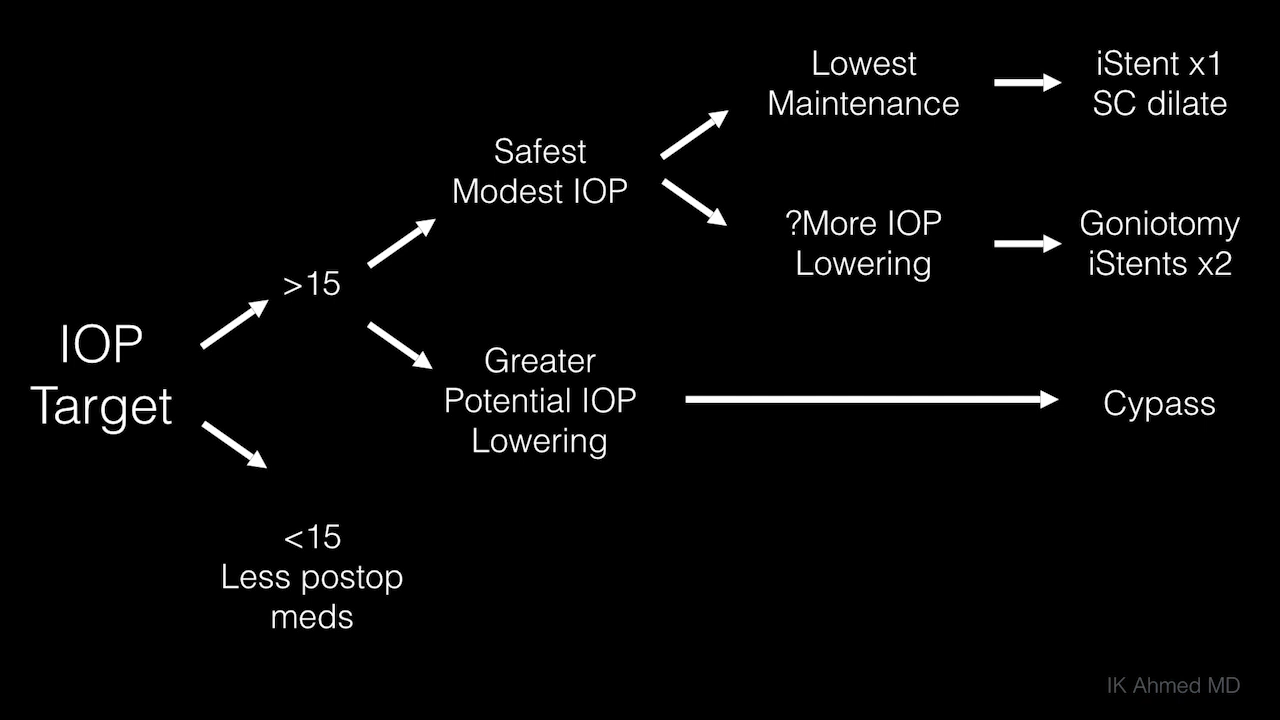 IOP
Target
>15
<15
Less postop
meds
Safest
Modest IOP
Greater
Potential IOP
Lowering
Lowest
Maintenance
?More IOP
Lowering
iStent x1
SC dilate
Goniotomy
iStents x2
Cypass
IK Ahmed MD